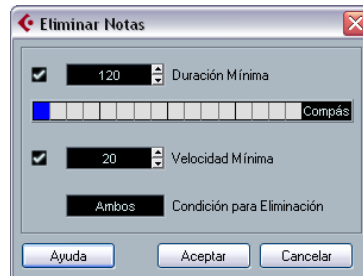 Eliminar Notas
120 Duración Mínima
Compás
20 Velocidad Mínima
Ambos Condición para Eliminación
Ayuda Aceptar Cancelar